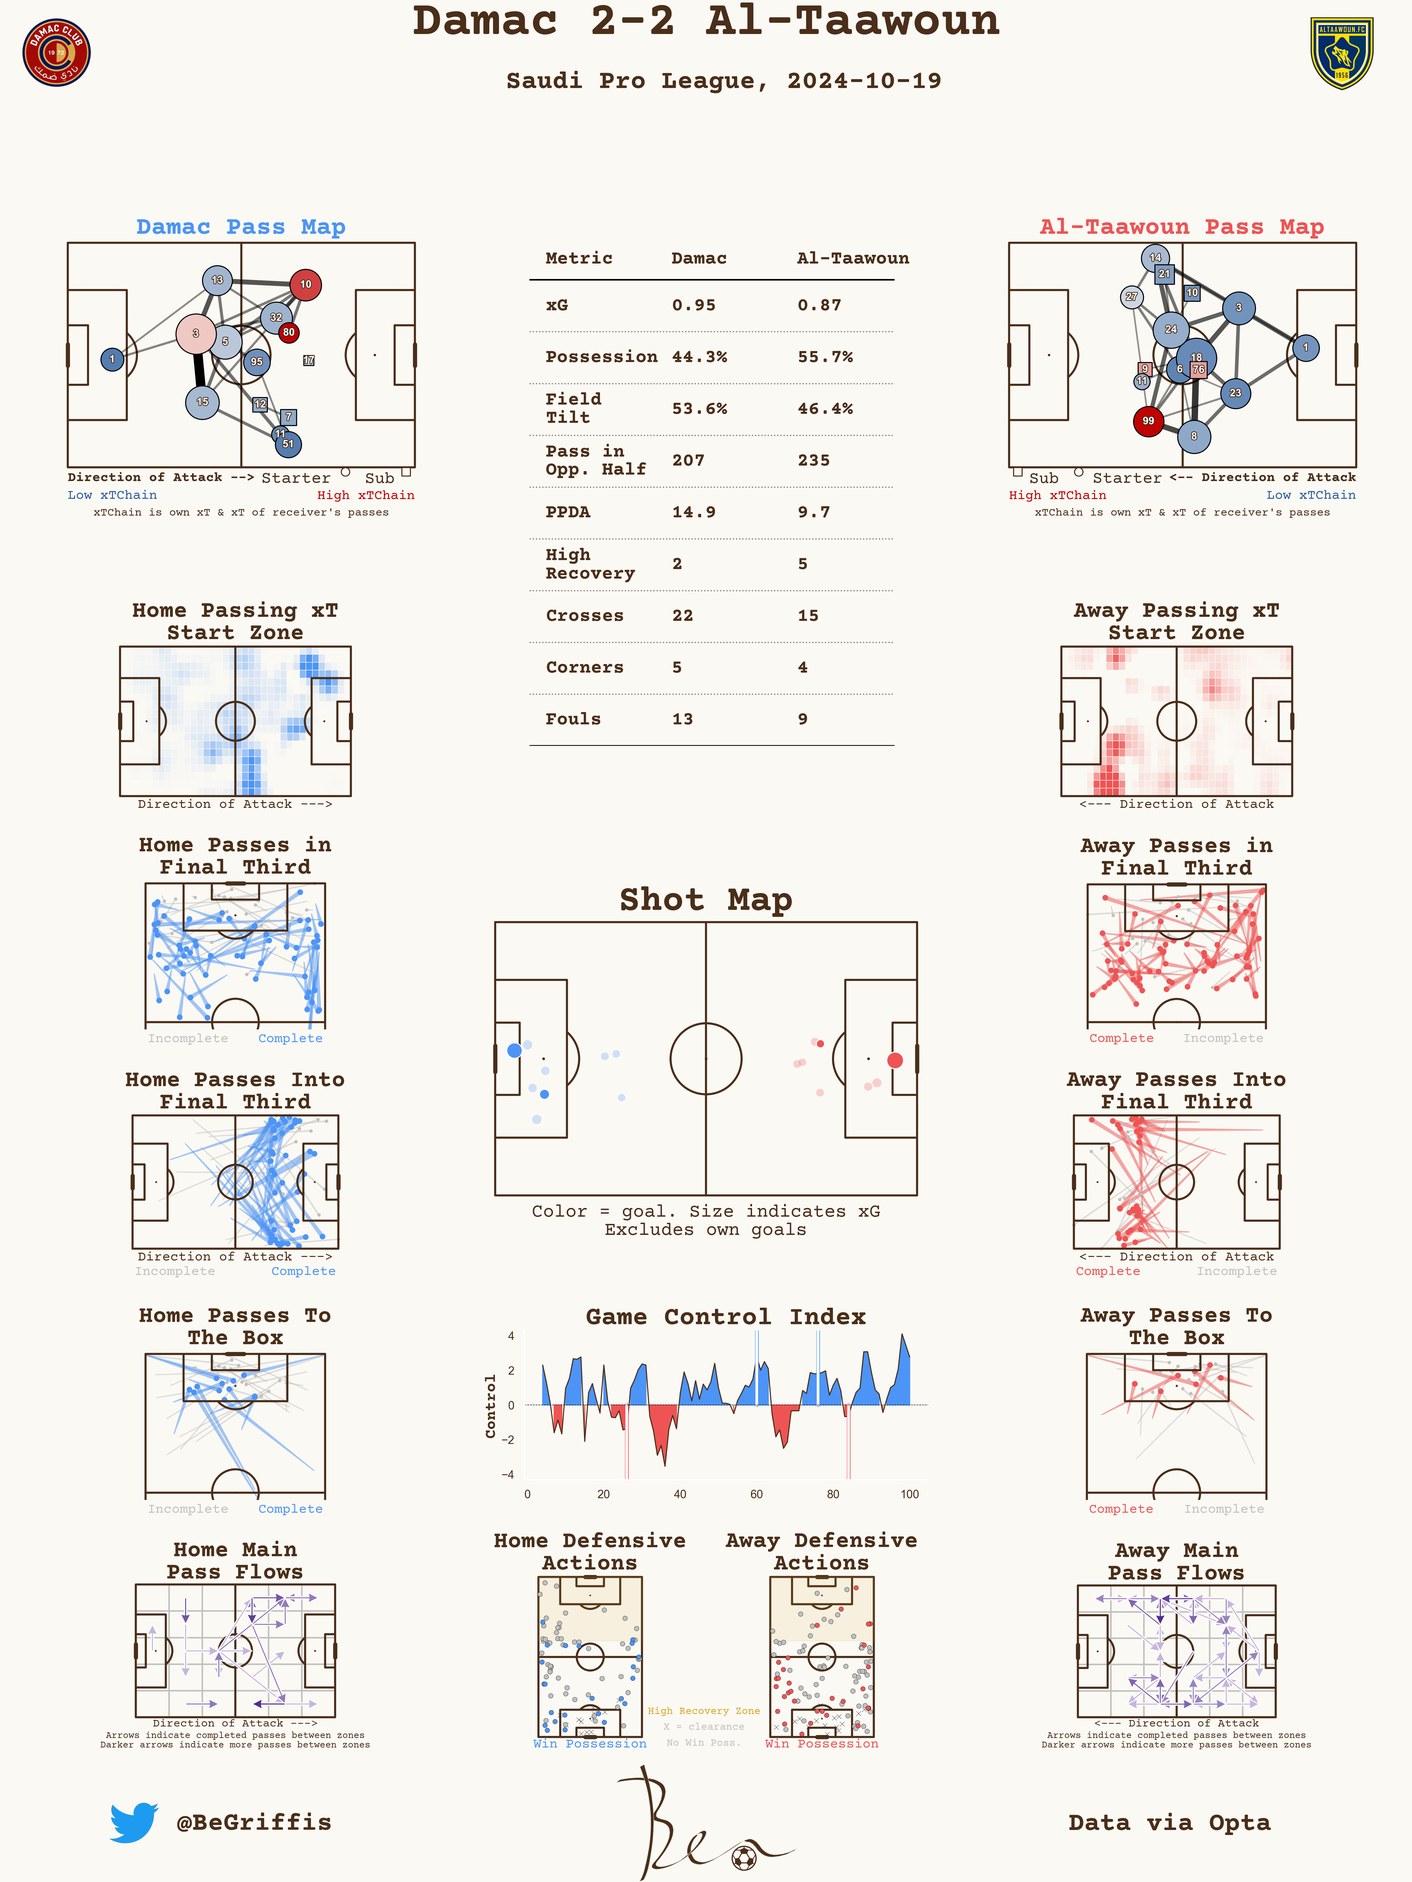 Damac 2-2 Al-Taawoun
Saudi Pro League, 2024-10-19
DAMAC CLUB
19 72
نادي ضمك
ALTAAWOUN.FC
1956
Damac Pass Map
13
10
32
80
3
5
1
95
17
15
12
7
11
51
Direction of Attack --> Starter Sub
Low xTChain High xTChain
xTChain is own xT & xT of receiver's passes
Metric Damac Al-Taawoun
xG 0.95 0.87
Possession 44.3% 55.7%
Field
Tilt 53.6% 46.4%
Pass in
Opp. Half 207 235
PPDA 14.9 9.7
High
Recovery 2 5
Crosses 22 15
Corners 5 4
Fouls 13 9
Al-Taawoun Pass Map
14
21
27
10
3
24
1
18
9
6
76
11
23
99
8
Sub Starter <-- Direction of Attack
High xTChain Low xTChain
xTChain is own xT & xT of receiver's passes
Home Passing xT
Start Zone
Direction of Attack --->
Away Passing xT
Start Zone
<--- Direction of Attack
Home Passes in
Final Third
Incomplete Complete
Away Passes in
Final Third
Complete Incomplete
Shot Map
Color = goal. Size indicates xG
Excludes own goals
Home Passes Into
Final Third
Direction of Attack --->
Incomplete Complete
Away Passes Into
Final Third
<--- Direction of Attack
Complete Incomplete
Home Passes To
The Box
Incomplete Complete
Game Control Index
Control
4
2
0
−2
−4
0 20 40 60 80 100
Away Passes To
The Box
Complete Incomplete
Home Main
Pass Flows
Direction of Attack --->
Arrows indicate completed passes between zones
Darker arrows indicate more passes between zones
Home Defensive
Actions
Win Possession
Away Defensive
Actions
Win Possession
High Recovery Zone
X = clearance
No Win Poss.
Away Main
Pass Flows
<--- Direction of Attack
Arrows indicate completed passes between zones
Darker arrows indicate more passes between zones
@BeGriffis
Ben
Data via Opta